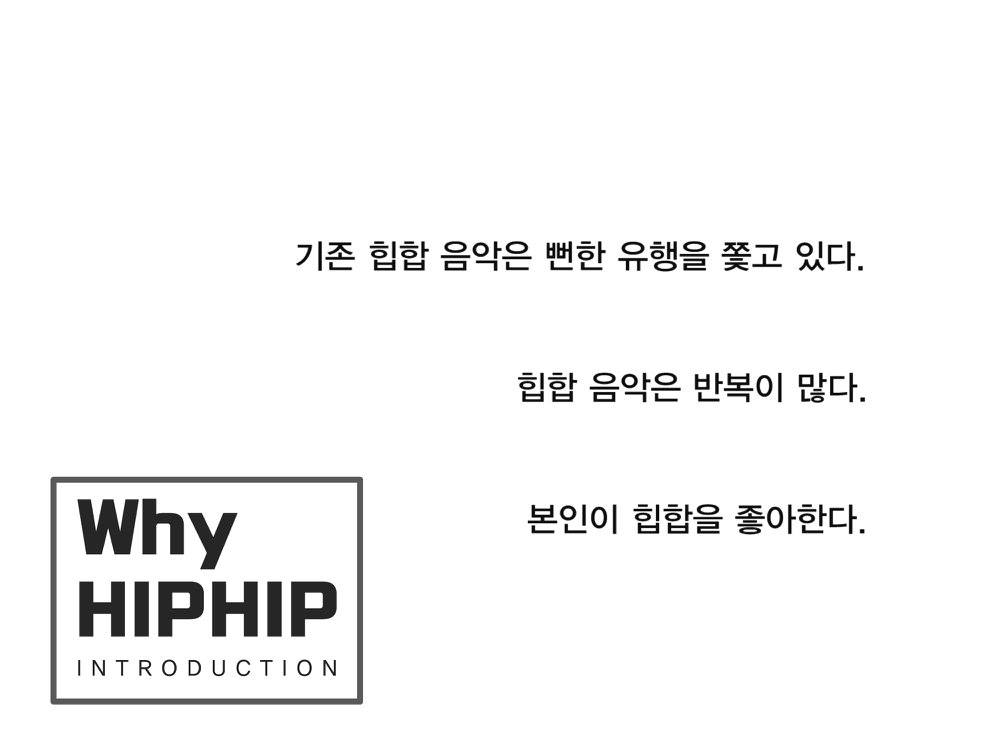 기존 힙합 음악은 뻔한 유행을 쫓고 있다.
힙합 음악은 반복이 많다.
본인이 힙합을 좋아한다.
Why
HIPHIP
INTRODUCTION